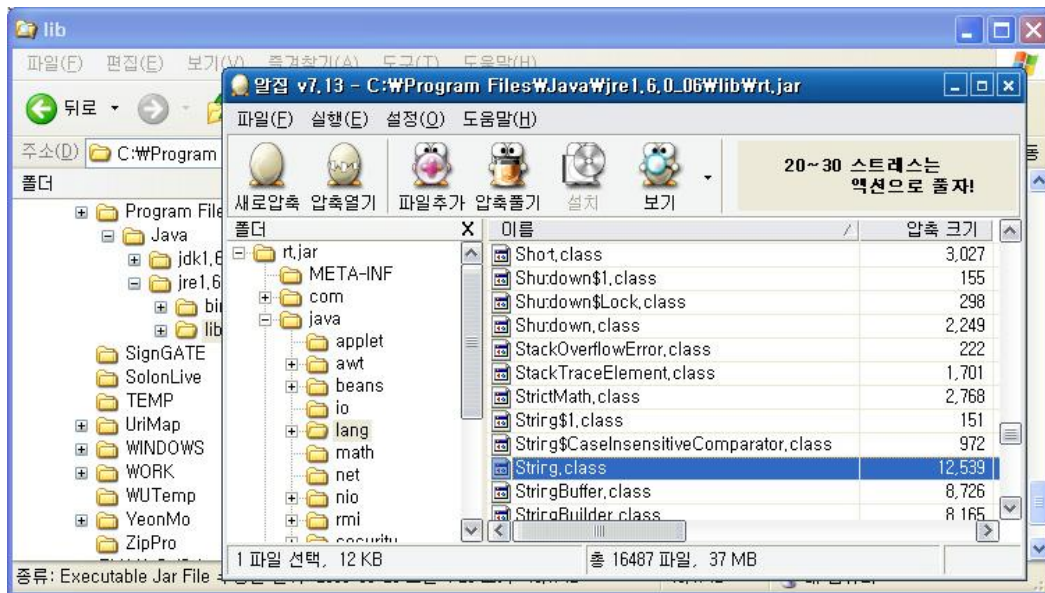 lib
파일(F) 편집(E) 보기(V) 즐겨찾기(A) 도구(T) 도움말(H)
뒤로
주소(D) C:₩Program
폴더
Program File
Java
jdk1,6
jre1,6
bin
lib
SignGATE
SolonLive
TEMP
UriMap
WINDOWS
WORK
WUTemp
YeonMo
ZipPro
종류: Executable Jar File
알집 v7,13 - C:₩Program Files₩Java₩jre1,6,0_06₩lib₩rt,jar
파일(F) 실행(E) 설정(O) 도움말(H)
새로압축 압축열기 파일추가 압축풀기 설치 보기
20~30 스트레스는
액션으로 풀자!
폴더 X
rt,jar
META-INF
com
java
applet
awt
beans
io
lang
math
net
nio
rmi
security
이름 압축 크기
Short,class 3,027
Shutdown$1,class 155
Shutdown$Lock,class 298
Shutdown,class 2,249
StackOverflowError,class 222
StackTraceElement,class 1,701
StrictMath,class 2,768
String$1,class 151
String$CaseInsensitiveComparator,class 972
String,class 12,539
StringBuffer,class 8,726
StringBuilder,class 8,165
1 파일 선택, 12 KB 총 16487 파일, 37 MB